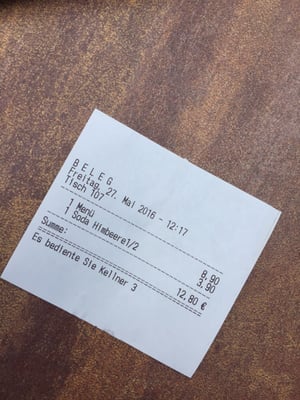 B E L E G
Freitag, 27. Mai 2016 - 12:17
Tisch 107
1 Menü 8.90
1 Soda Himbeere1/2 3.90
Summe: 12.80 €
Es bediente Sie Kellner 3